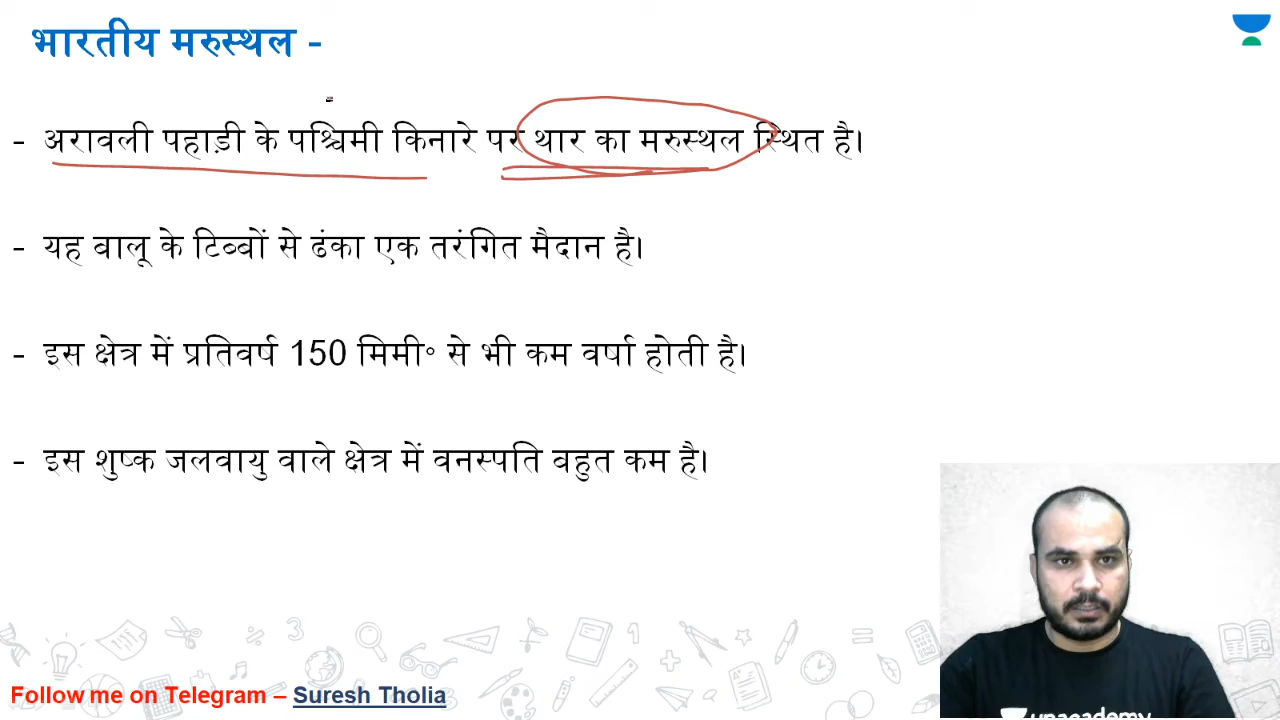 भारतीय मरुस्थल -
- अरावली पहाड़ी के पश्चिमी किनारे पर थार का मरुस्थल स्थित है।
- यह बालू के टिब्बों से ढंका एक तरंगित मैदान है।
- इस क्षेत्र में प्रतिवर्ष 150 मिमी॰ से भी कम वर्षा होती है।
- इस शुष्क जलवायु वाले क्षेत्र में वनस्पति बहुत कम है।
Follow me on Telegram – Suresh Tholia
unacademy